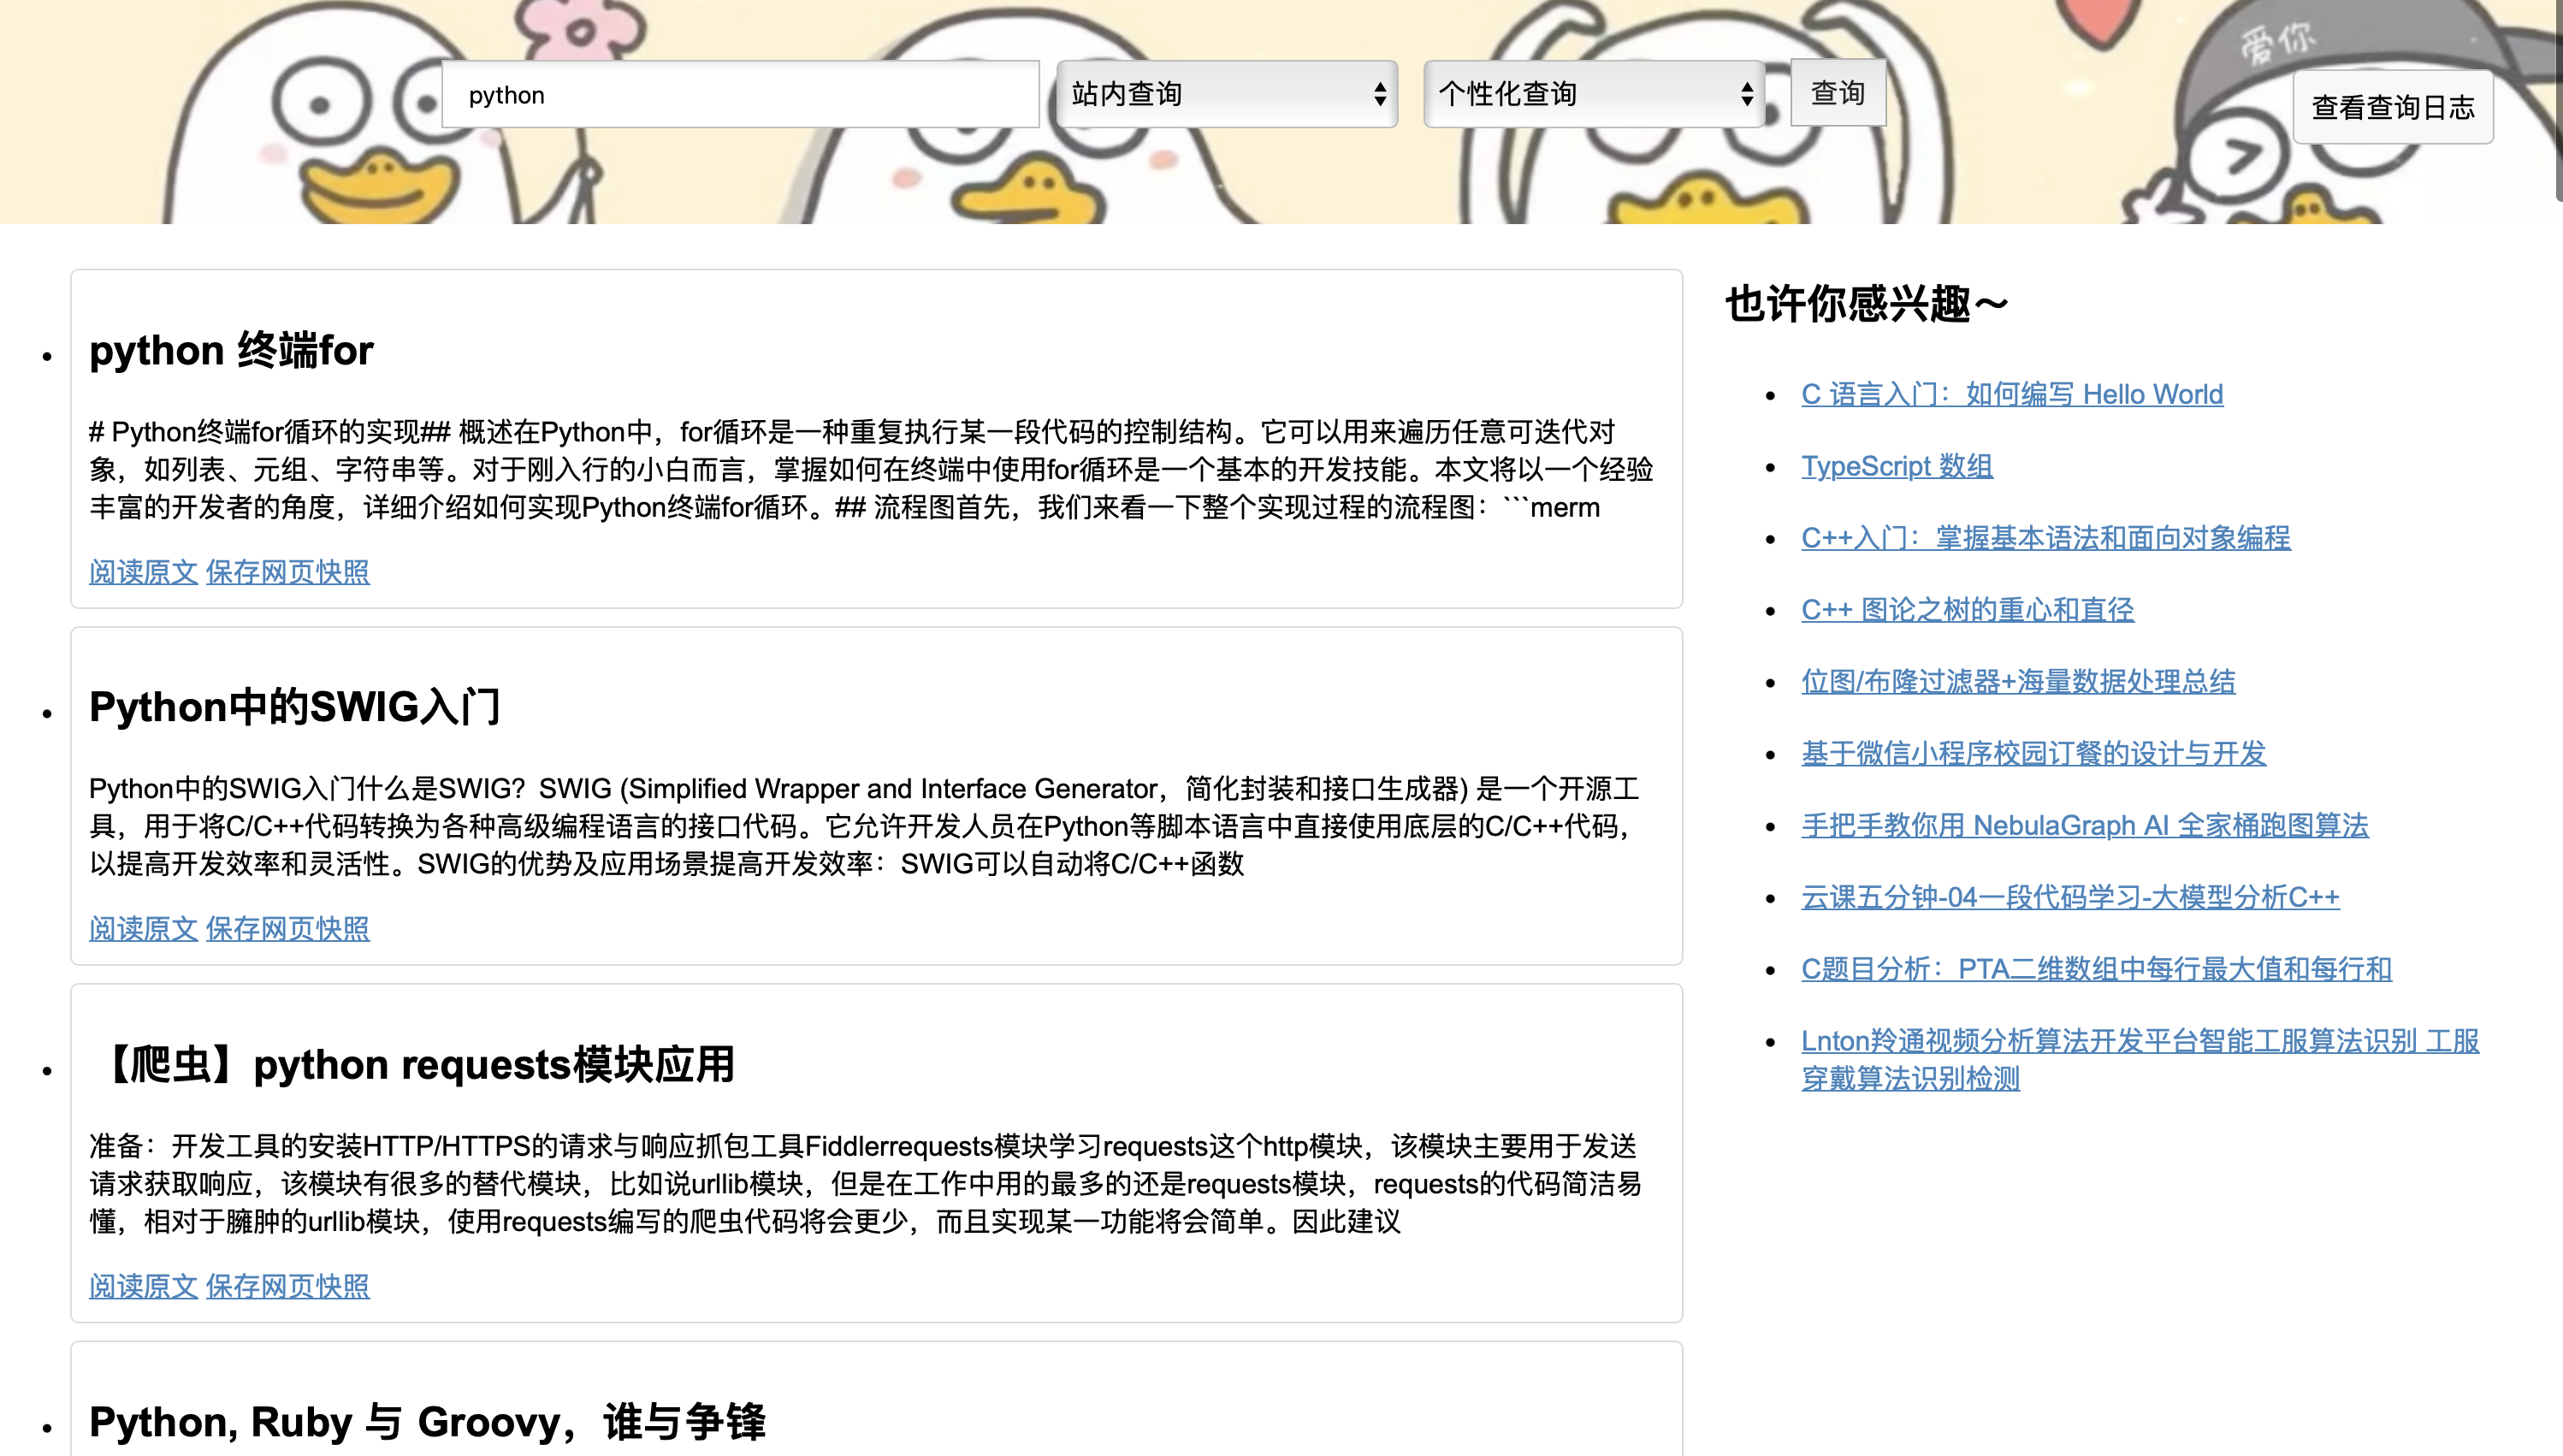 爱你
python
站内查询
个性化查询
查询
查看查询日志
python 终端for
# Python终端for循环的实现## 概述在Python中，for循环是一种重复执行某一段代码的控制结构。它可以用来遍历任意可迭代对
象，如列表、元组、字符串等。对于刚入行的小白而言，掌握如何在终端中使用for循环是一个基本的开发技能。本文将以一个经验
丰富的开发者的角度，详细介绍如何实现Python终端for循环。## 流程图首先，我们来看一下整个实现过程的流程图：```merm
阅读原文 保存网页快照
Python中的SWIG入门
Python中的SWIG入门什么是SWIG？SWIG (Simplified Wrapper and Interface Generator，简化封装和接口生成器) 是一个开源工
具，用于将C/C++代码转换为各种高级编程语言的接口代码。它允许开发人员在Python等脚本语言中直接使用底层的C/C++代码，
以提高开发效率和灵活性。SWIG的优势及应用场景提高开发效率：SWIG可以自动将C/C++函数
阅读原文 保存网页快照
【爬虫】python requests模块应用
准备：开发工具的安装HTTP/HTTPS的请求与响应抓包工具Fiddlerrequests模块学习requests这个http模块，该模块主要用于发送
请求获取响应，该模块有很多的替代模块，比如说urllib模块，但是在工作中用的最多的还是requests模块，requests的代码简洁易
懂，相对于臃肿的urllib模块，使用requests编写的爬虫代码将会更少，而且实现某一功能将会简单。因此建议
阅读原文 保存网页快照
Python, Ruby 与 Groovy，谁与争锋
也许你感兴趣～
C 语言入门：如何编写 Hello World
TypeScript 数组
C++入门：掌握基本语法和面向对象编程
C++ 图论之树的重心和直径
位图/布隆过滤器+海量数据处理总结
基于微信小程序校园订餐的设计与开发
手把手教你用 NebulaGraph AI 全家桶跑图算法
云课五分钟-04一段代码学习-大模型分析C++
C题目分析：PTA二维数组中每行最大值和每行和
Lnton羚通视频分析算法开发平台智能工服算法识别 工服
穿戴算法识别检测